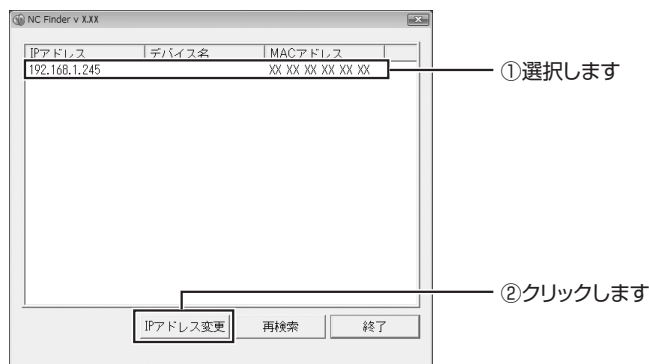 NC Finder v X.XX
IPアドレス デバイス名 MACアドレス
192.168.1.245 XX XX XX XX XX XX
①選択します
②クリックします
IPアドレス変更 再検索 終了